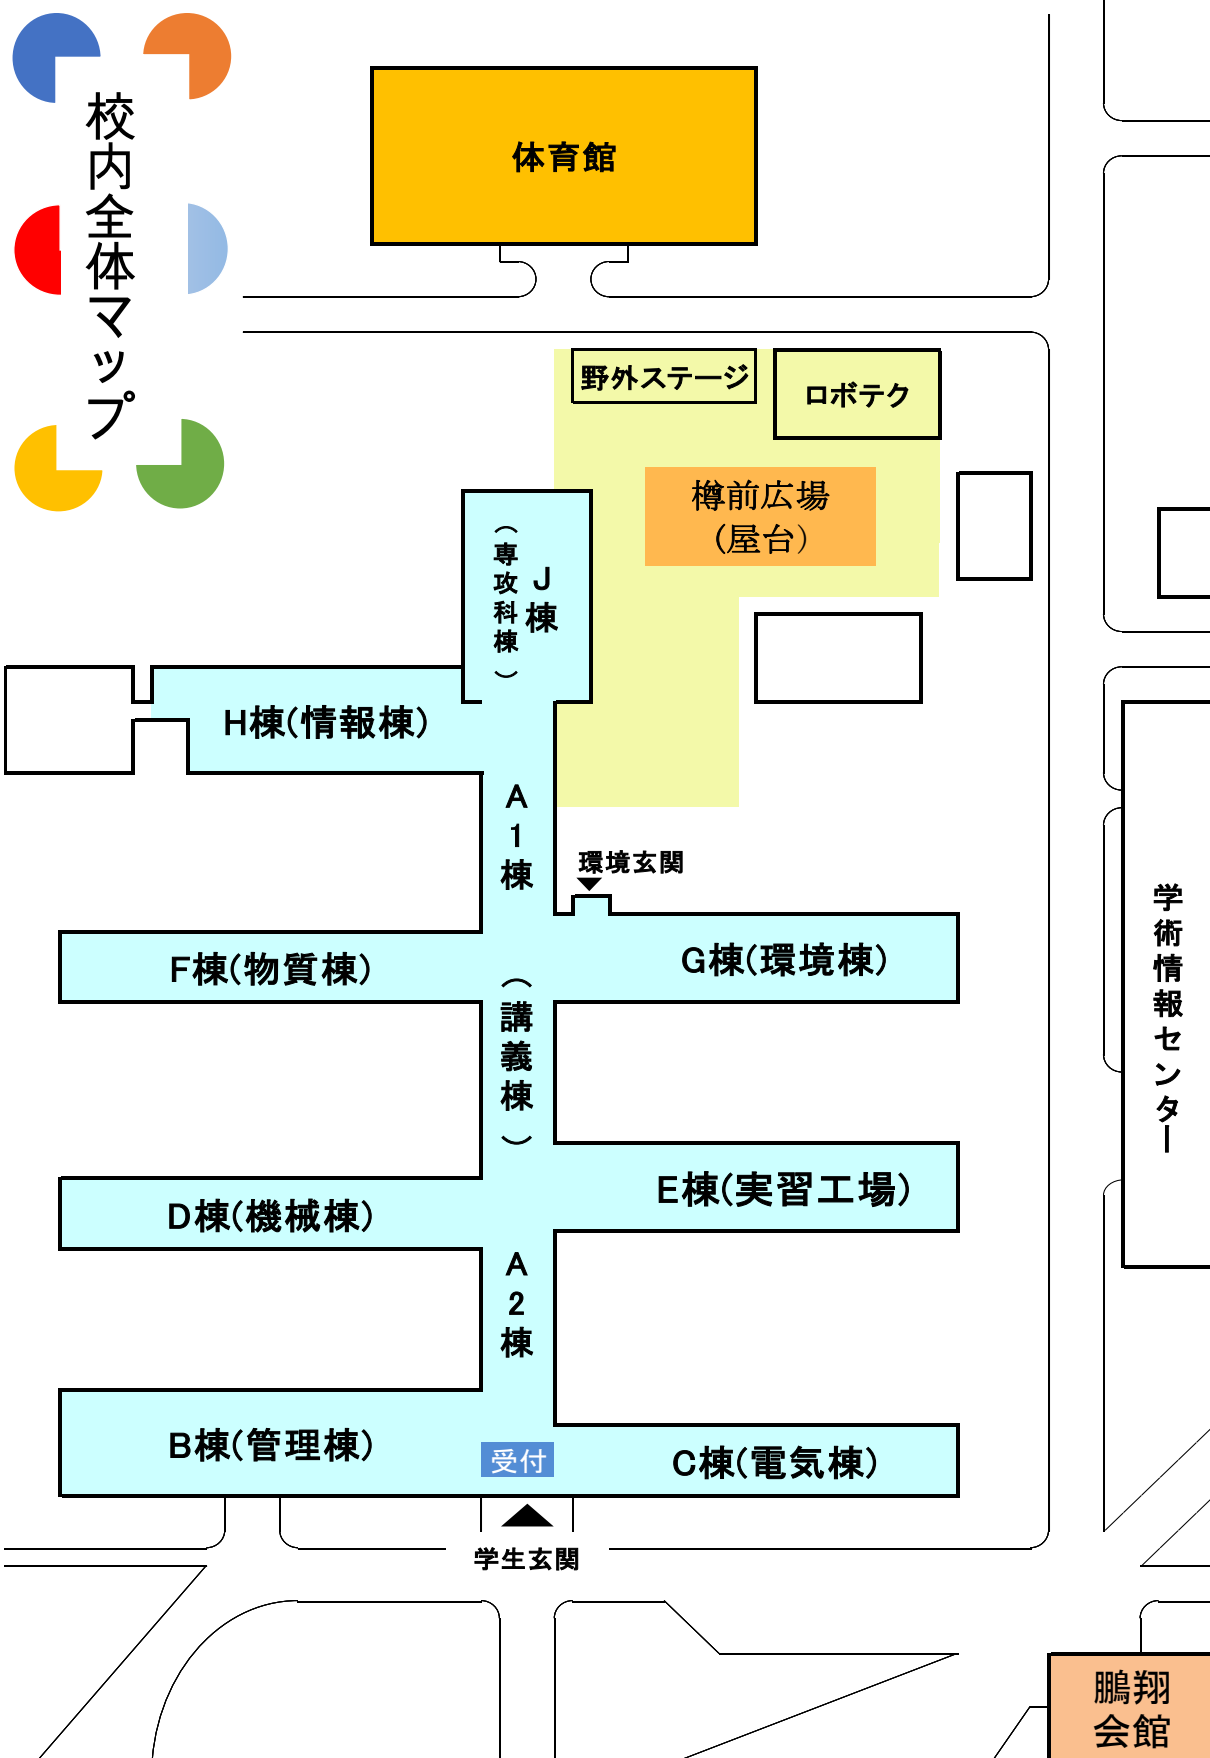 校内全体マップ
体育館
野外ステージ
ロボテク
樽前広場
(屋台)
J棟
(専攻科棟)
H棟(情報棟)
A1棟
環境玄関
F棟(物質棟)
G棟(環境棟)
(講義棟)
学術情報センター
E棟(実習工場)
D棟(機械棟)
A2棟
B棟(管理棟)
受付
C棟(電気棟)
学生玄関
鵬翔
会館